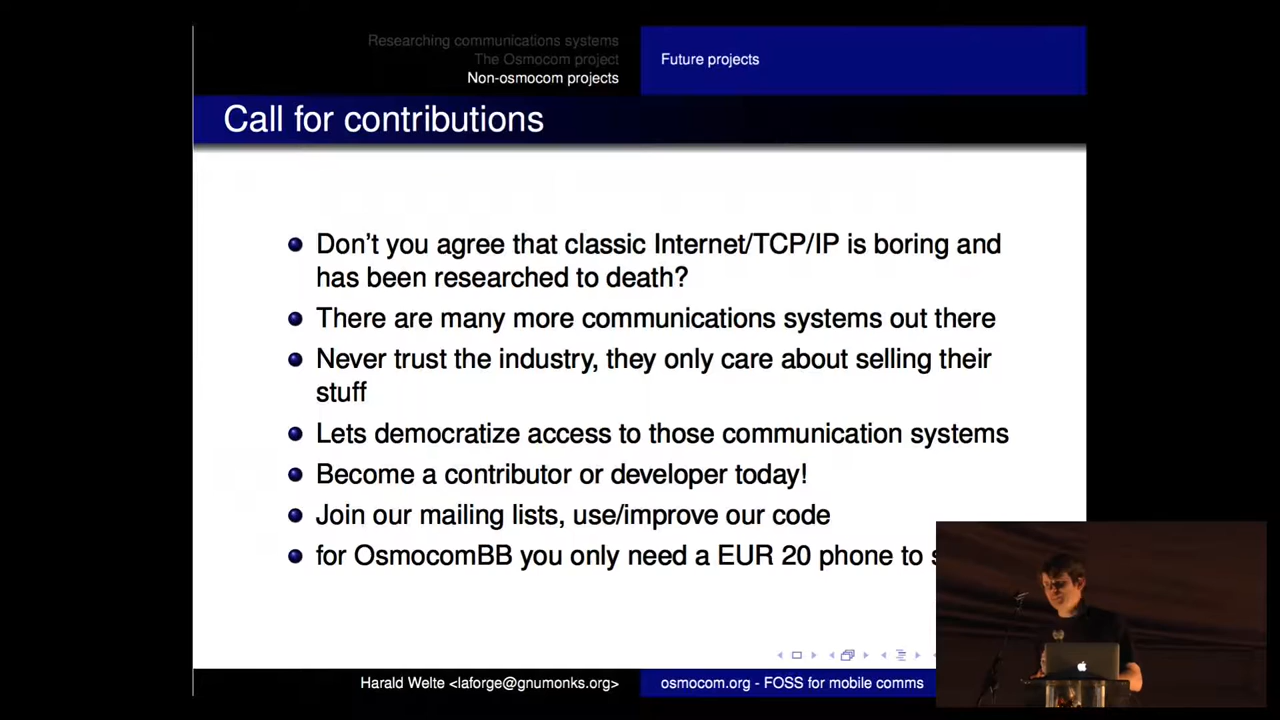 Researching communications systems
The Osmocom project
Non-osmocom projects
Future projects
Call for contributions
Don't you agree that classic Internet/TCP/IP is boring and
has been researched to death?
There are many more communications systems out there
Never trust the industry, they only care about selling their
stuff
Lets democratize access to those communication systems
Become a contributor or developer today!
Join our mailing lists, use/improve our code
for OsmocomBB you only need a EUR 20 phone to
Harald Welte <laforge@gnumonks.org>
osmocom.org - FOSS for mobile comms